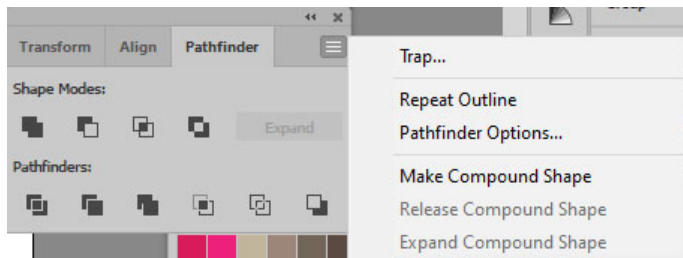 Transform Align Pathfinder
Shape Modes:
Expand
Pathfinders:
Trap...
Repeat Outline
Pathfinder Options...
Make Compound Shape
Release Compound Shape
Expand Compound Shape